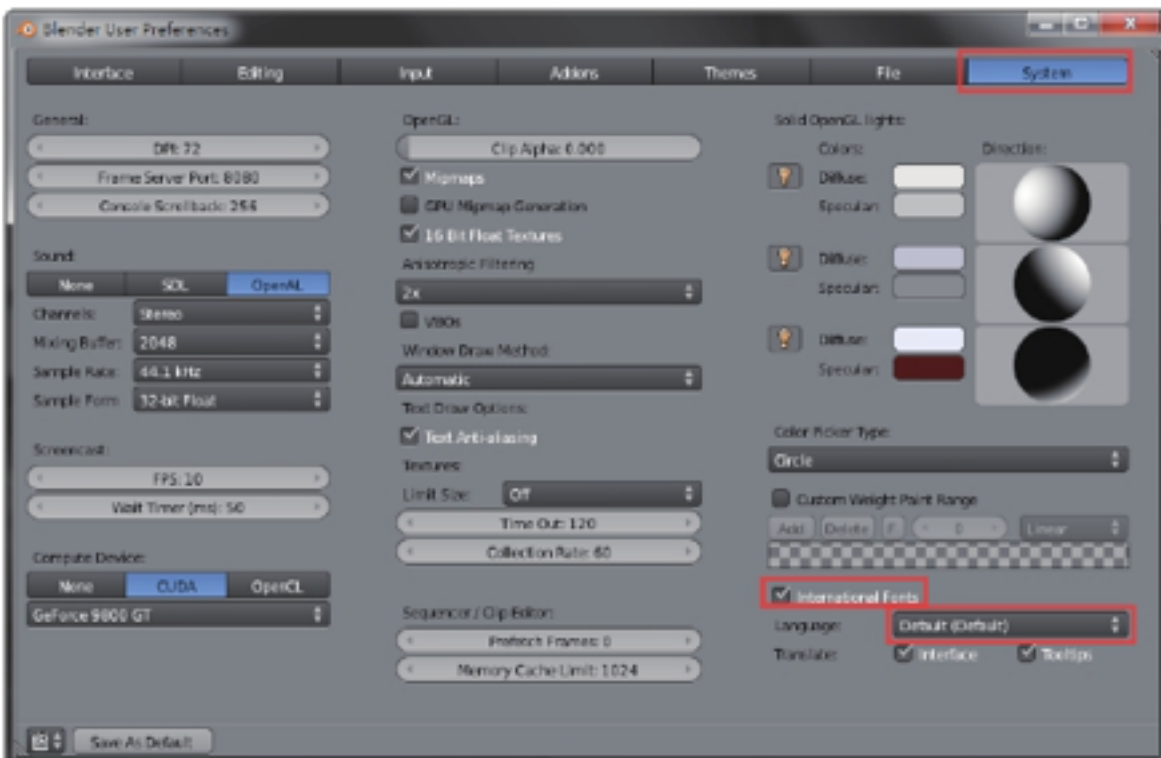 Blender User Preferences
Interface
Editing
Input
Addons
Themes
File
System
General:
DPI: 72
Frame Server Port: 8080
Console Scrollback: 256
Sound:
None
SDL
OpenAL
Channels:
Stereo
Mixing Buffer:
2048
Sample Rate:
44.1 kHz
Sample Form
32-bit Float
Screencast:
FPS: 10
Wait Timer (ms): 50
Compute Device:
None
CUDA
OpenCL
GeForce 9800 GT
OpenGL:
Clip Alpha: 0.000
Mipmaps
GPU Mipmap Generation
16 Bit Float Textures
Anisotropic Filtering
2x
VBOs
Window Draw Method:
Automatic
Text Draw Options:
Text Anti-aliasing
Textures:
Limit Size:
Off
Time Out: 120
Collection Rate: 60
Sequencer / Clip Editor:
Prefetch Frames: 0
Memory Cache Limit: 1024
Solid OpenGL lights:
Colors:
Direction:
Diffuse:
Specular:
Diffuse:
Specular:
Diffuse:
Specular:
Color Picker Type:
Circle
Custom Weight Paint Range
Add
Delete
F
0
Linear
International Fonts
Language:
Default (Default)
Translate:
Interface
Tooltips
Save As Default